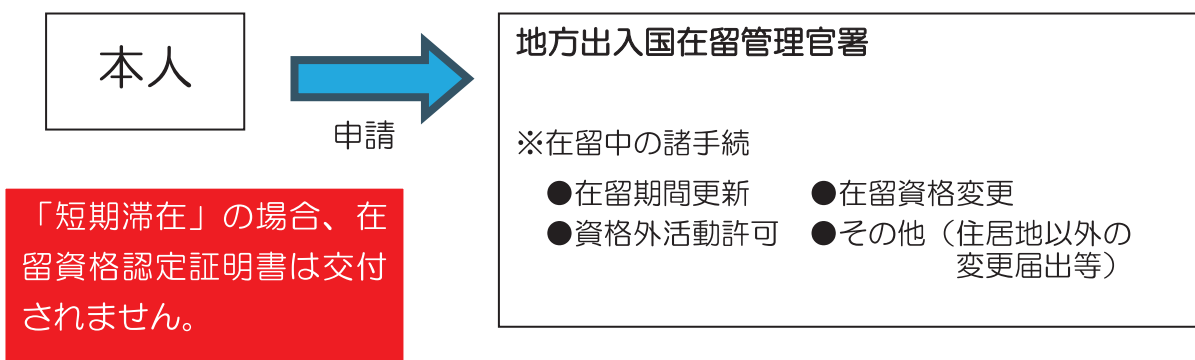 本人
申請
「短期滞在」の場合、在
留資格認定証明書は交付
されません。
地方出入国在留管理官署
※在留中の諸手続
●在留期間更新 ●在留資格変更
●資格外活動許可 ●その他（住居地以外の
変更届出等）